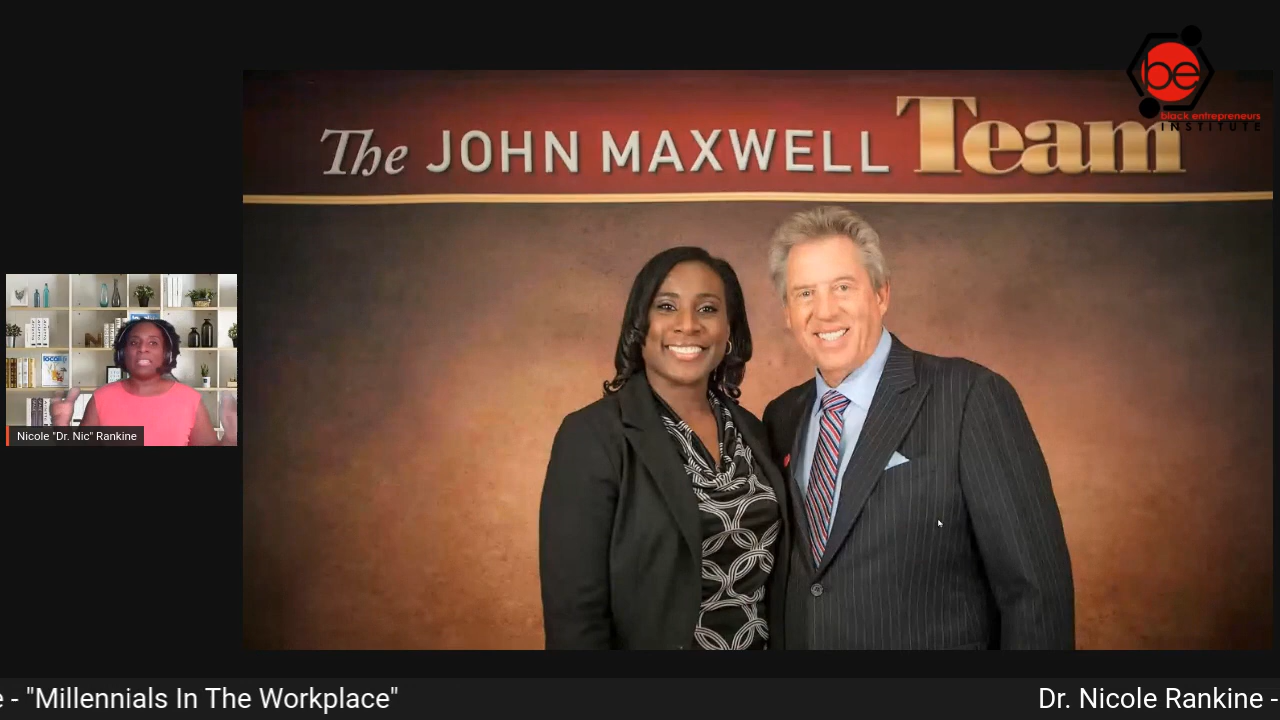 The JOHN MAXWELL Team
be
black entrepreneurs
INSTITUTE
Nicole "Dr. Nic" Rankine
e - "Millennials In The Workplace"
Dr. Nicole Rankine -